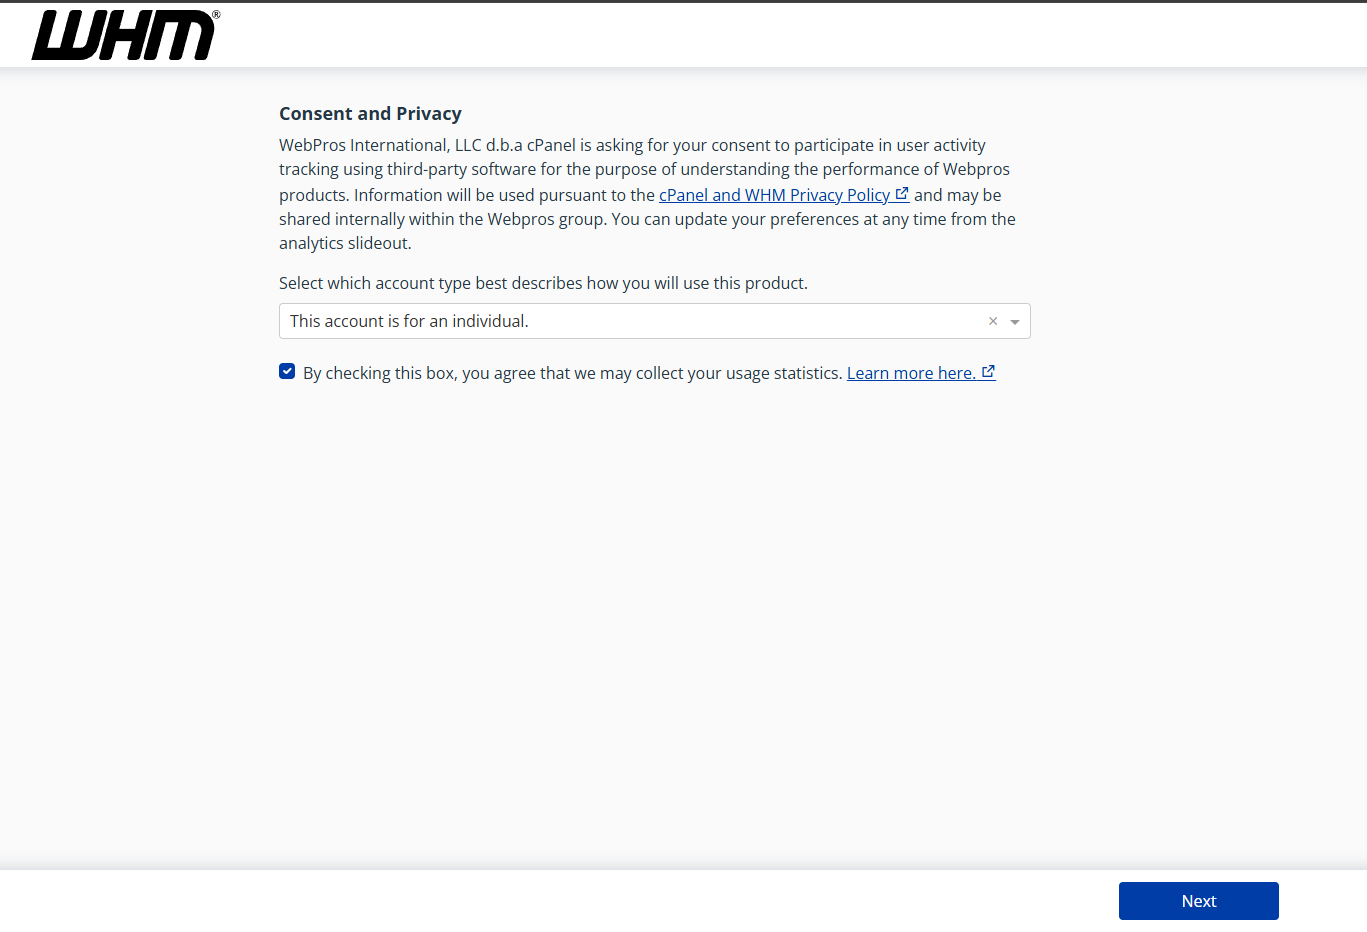 WHM®
Consent and Privacy
WebPros International, LLC d.b.a cPanel is asking for your consent to participate in user activity
tracking using third-party software for the purpose of understanding the performance of Webpros
products. Information will be used pursuant to the cPanel and WHM Privacy Policy and may be
shared internally within the Webpros group. You can update your preferences at any time from the
analytics slideout.
Select which account type best describes how you will use this product.
This account is for an individual. ×
By checking this box, you agree that we may collect your usage statistics. Learn more here.
Next